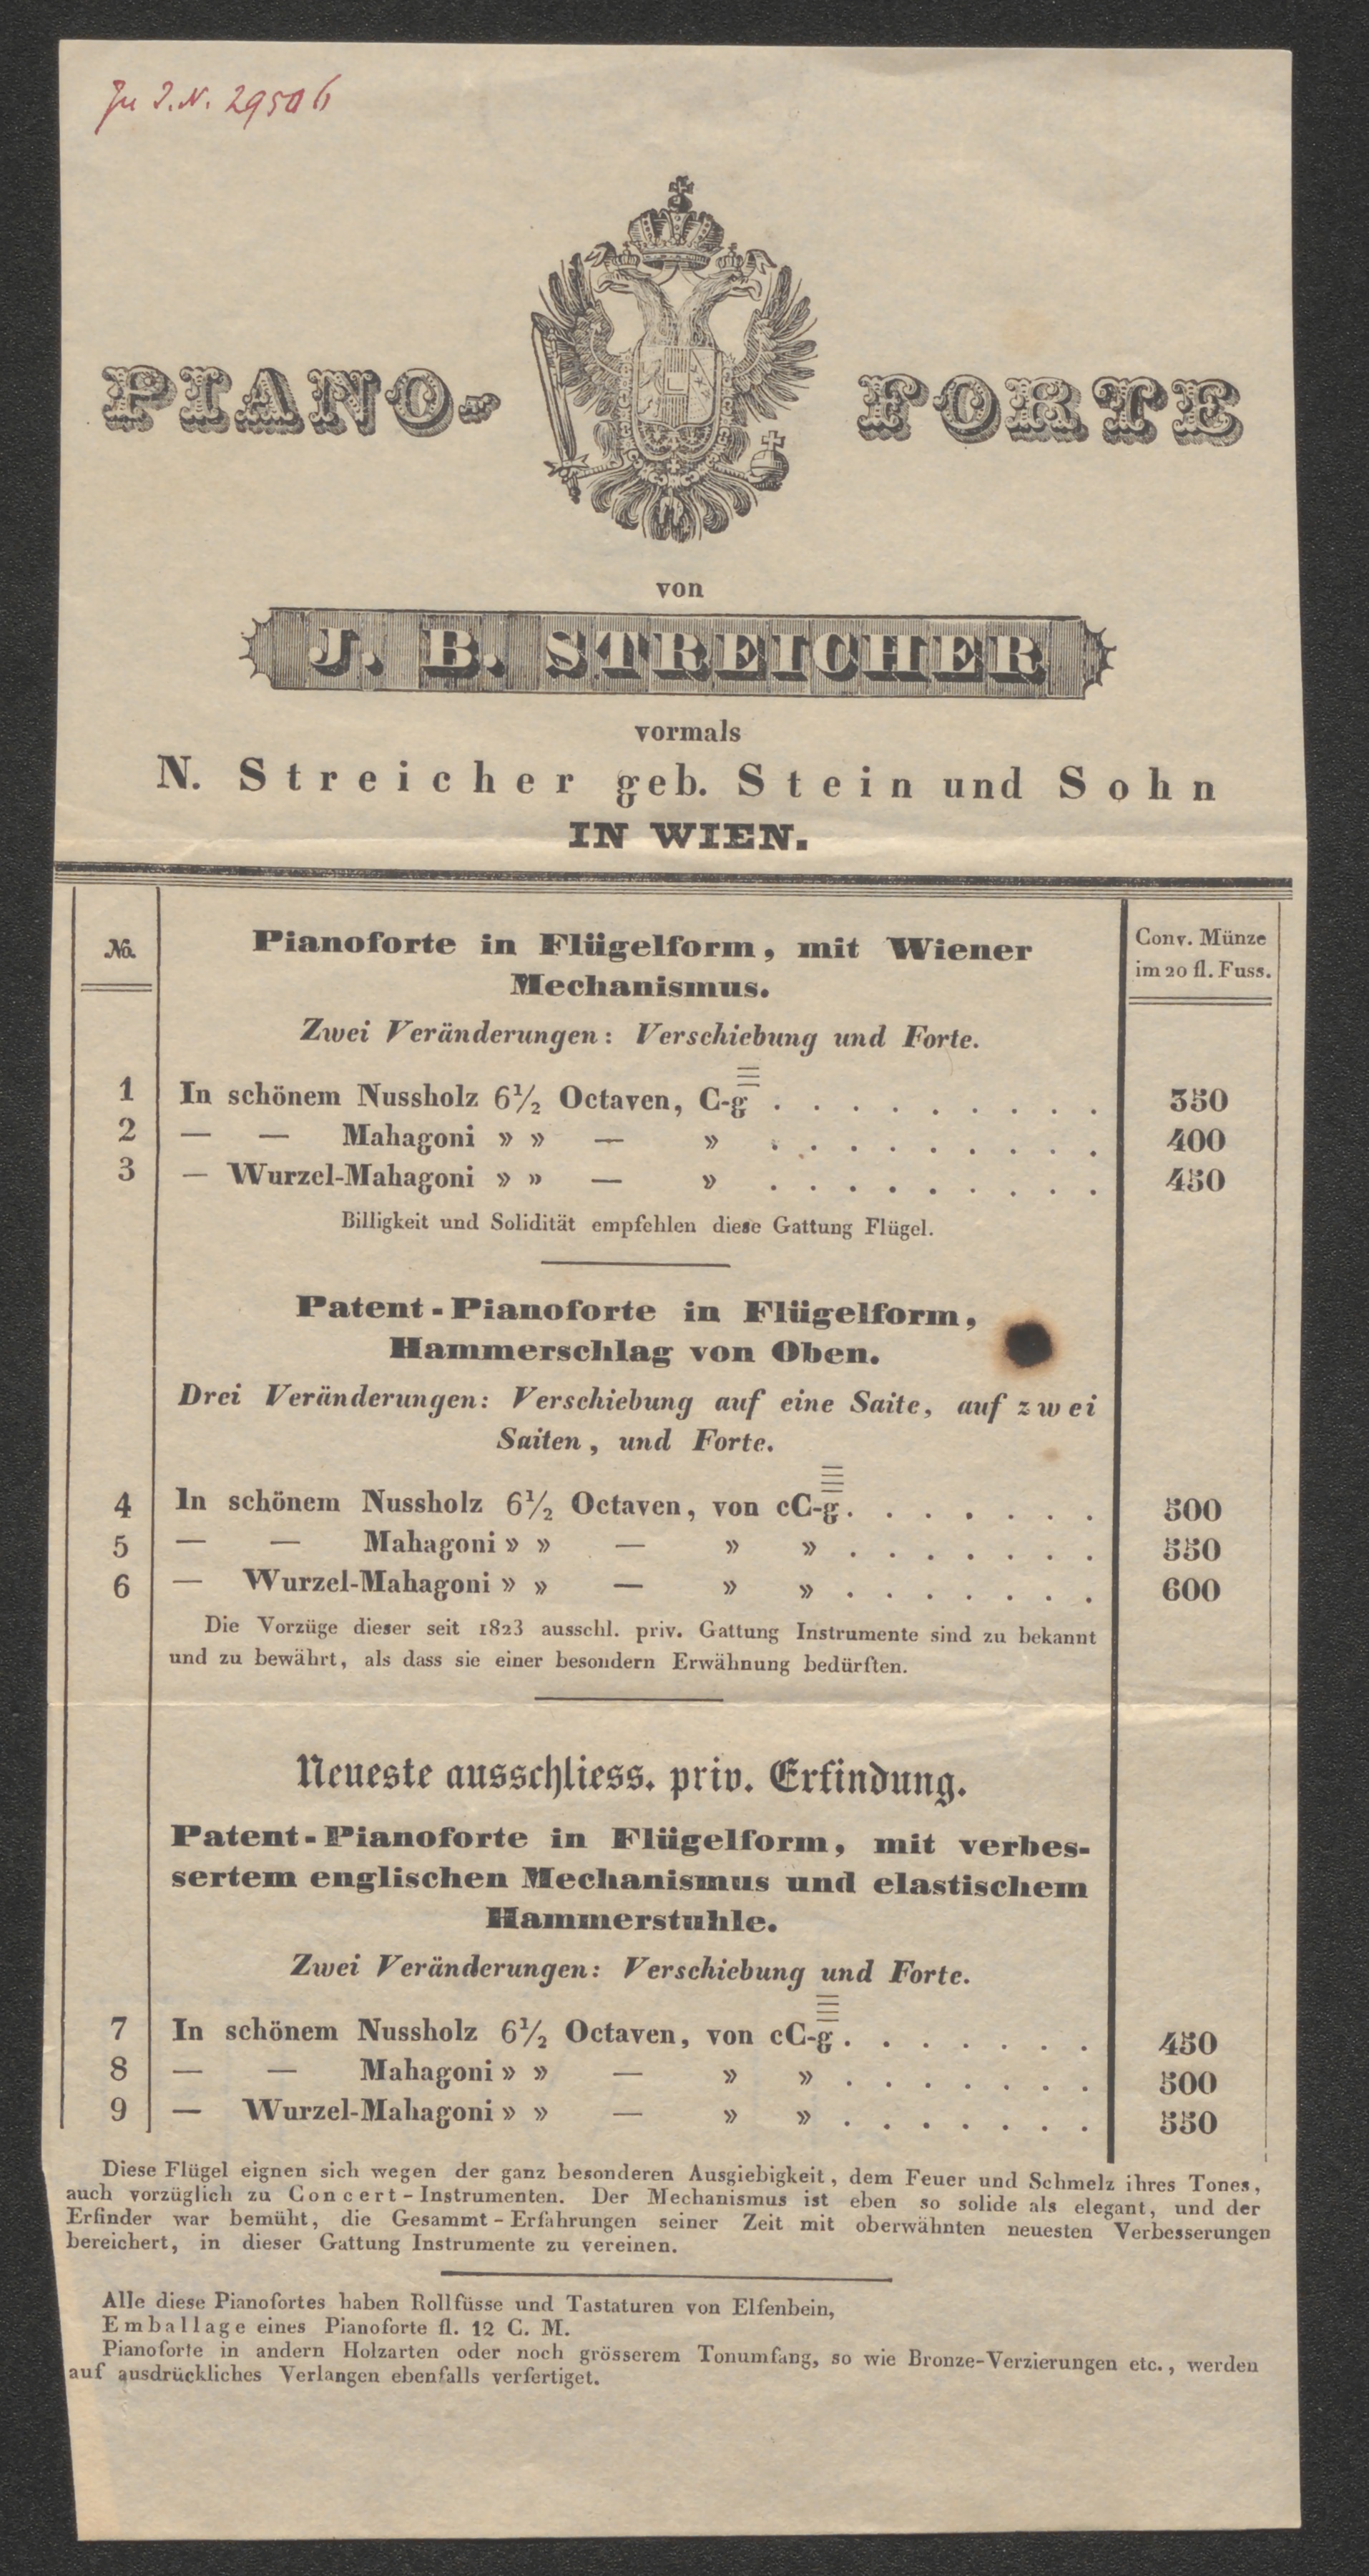 Zu I.N. 29506
PIANO-FORTE
von
J. B. STREICHER
vormals
N. Streicher geb. Stein und Sohn
IN WIEN.
No. Pianoforte in Flügelform, mit Wiener Conv. Münze
Mechanismus. im 20 fl. Fuss.
Zwei Veränderungen: Verschiebung und Forte.
1 In schönem Nussholz 6½ Octaven, C-g . . . . . . . . . 350
2 — — Mahagoni » » — » . . . . . . . . . 400
3 — Wurzel-Mahagoni » » — » . . . . . . . . . 450
Billigkeit und Solidität empfehlen diese Gattung Flügel.
Patent-Pianoforte in Flügelform,
Hammerschlag von Oben.
Drei Veränderungen: Verschiebung auf eine Saite, auf zwei
Saiten, und Forte.
4 In schönem Nussholz 6½ Octaven, von cC-g . . . . . . . 500
5 — — Mahagoni » » — » » . . . . . . . 550
6 — Wurzel-Mahagoni » » — » » . . . . . . . 600
Die Vorzüge dieser seit 1823 ausschl. priv. Gattung Instrumente sind zu bekannt
und zu bewährt, als dass sie einer besondern Erwähnung bedürften.
Neueste ausschliess. priv. Erfindung.
Patent-Pianoforte in Flügelform, mit verbes-
sertem englischen Mechanismus und elastischem
Hammerstuhle.
Zwei Veränderungen: Verschiebung und Forte.
7 In schönem Nussholz 6½ Octaven, von cC-g . . . . . . . 450
8 — — Mahagoni » » — » » . . . . . . . 500
9 — Wurzel-Mahagoni » » — » » . . . . . . . 550
Diese Flügel eignen sich wegen der ganz besonderen Ausgiebigkeit, dem Feuer und Schmelz ihres Tones,
auch vorzüglich zu Concert-Instrumenten. Der Mechanismus ist eben so solide als elegant, und der
Erfinder war bemüht, die Gesammt-Erfahrungen seiner Zeit mit oberwähnten neuesten Verbesserungen
bereichert, in dieser Gattung Instrumente zu vereinen.
Alle diese Pianofortes haben Rollfüsse und Tastaturen von Elfenbein,
Emballage eines Pianoforte fl. 12 C. M.
Pianoforte in andern Holzarten oder noch grösserem Tonumfang, so wie Bronze-Verzierungen etc., werden
auf ausdrückliches Verlangen ebenfalls verfertiget.